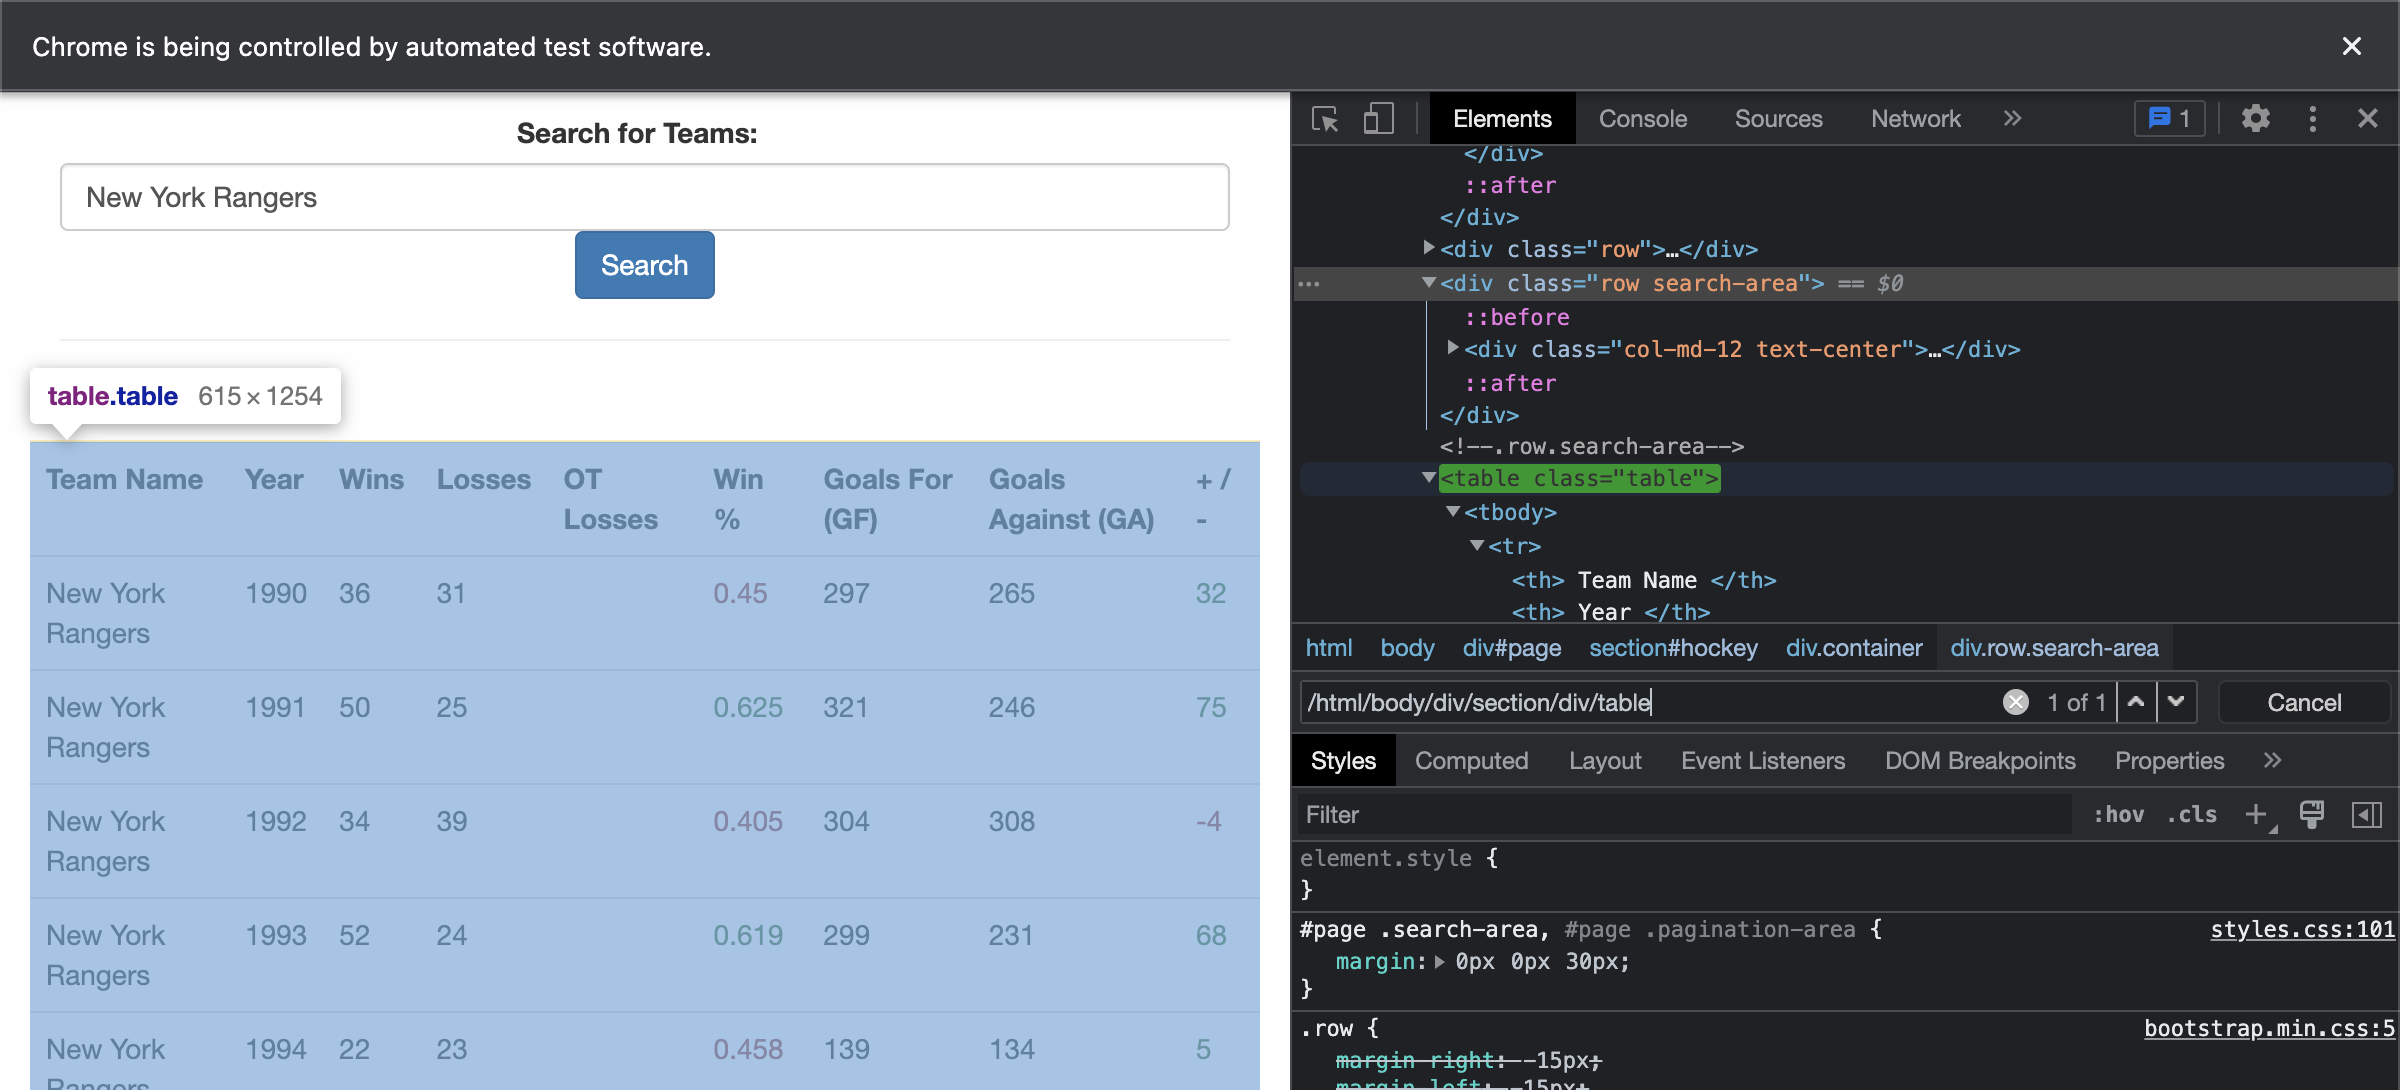 Chrome is being controlled by automated test software.
Search for Teams:
New York Rangers
Search
table.table 615 × 1254
Team Name Year Wins Losses OT Losses Win % Goals For (GF) Goals Against (GA) + / -
New York Rangers 1990 36 31 0.45 297 265 32
New York Rangers 1991 50 25 0.625 321 246 75
New York Rangers 1992 34 39 0.405 304 308 -4
New York Rangers 1993 52 24 0.619 299 231 68
New York Rangers 1994 22 23 0.458 139 134 5
Elements Console Sources Network » 1
</div>
::after
</div>
<div class="row">…</div>
<div class="row search-area"> == $0
::before
<div class="col-md-12 text-center">…</div>
::after
</div>
<!--.row.search-area-->
<table class="table">
<tbody>
<tr>
<th> Team Name </th>
<th> Year </th>
html body div#page section#hockey div.container div.row.search-area
/html/body/div/section/div/table 1 of 1 Cancel
Styles Computed Layout Event Listeners DOM Breakpoints Properties »
Filter :hov .cls +
element.style {
}
#page .search-area, #page .pagination-area { styles.css:101
margin: 0px 0px 30px;
}
.row { bootstrap.min.css:5
margin-right: -15px;
margin-left: -15px;